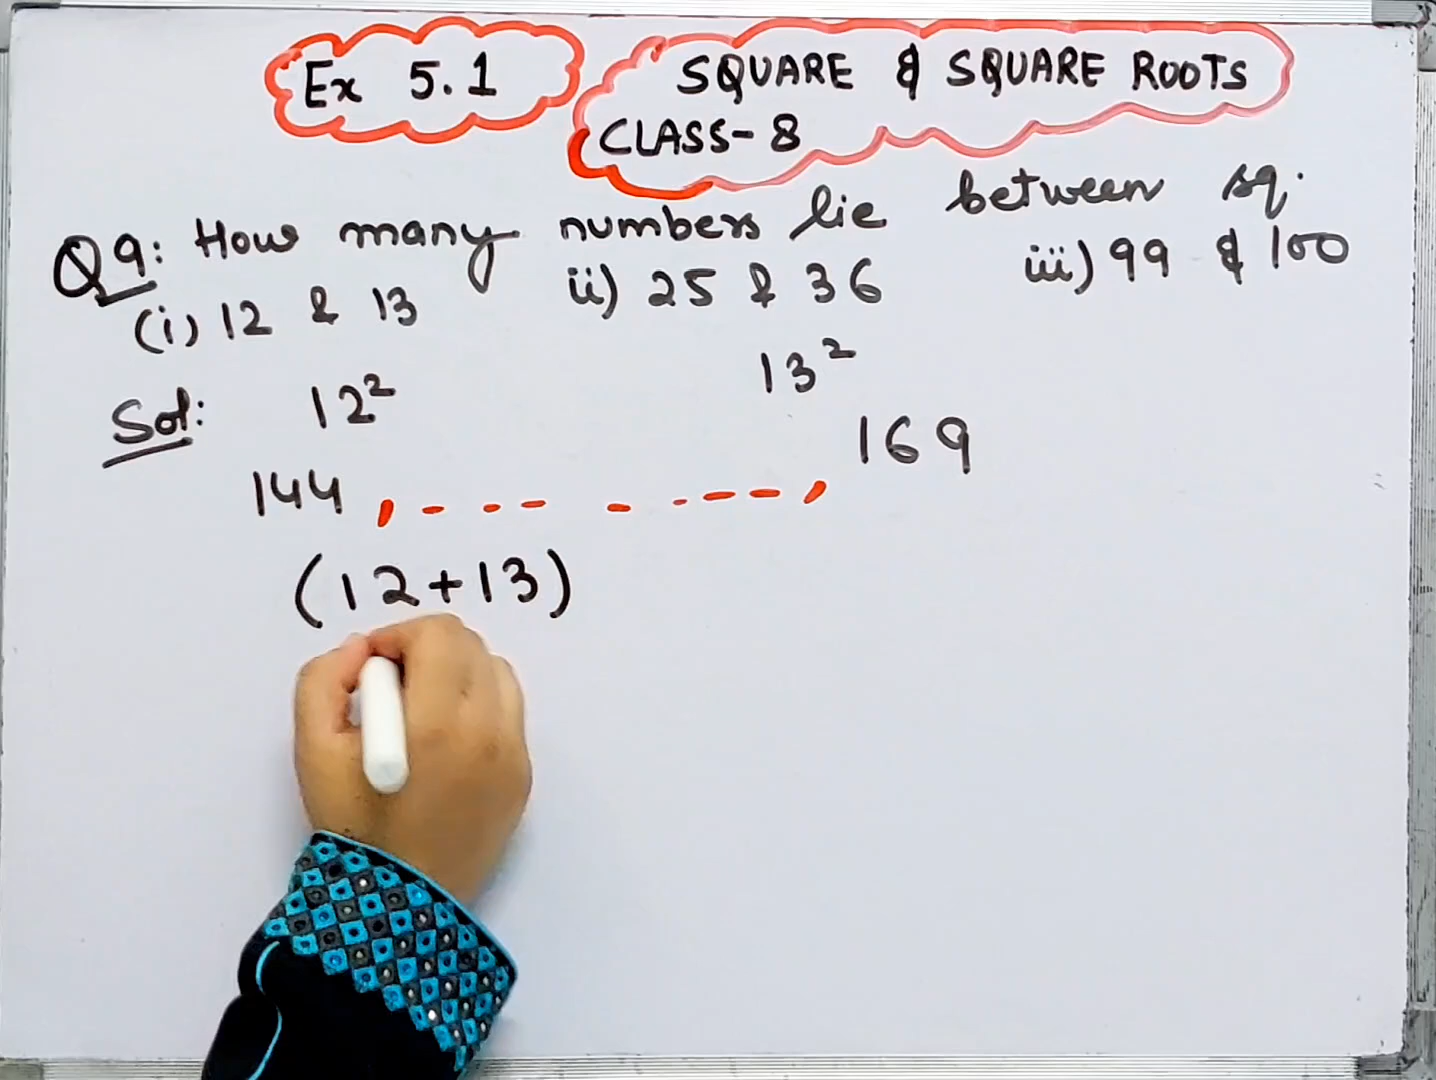 Ex 5.1
SQUARE & SQUARE ROOTS
CLASS-8
Q9: How many numbers lie between sq.
(i) 12 & 13 ii) 25 & 36 iii) 99 & 100
Sol: 12² 13²
144 , - - - - - - - , 169
(12+13)